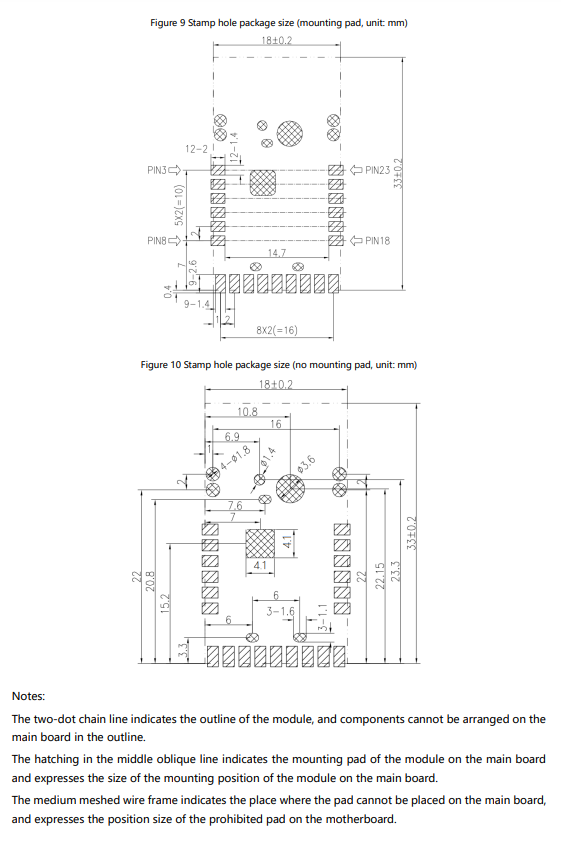 Figure 9 Stamp hole package size (mounting pad, unit: mm)
18±0.2
12-2
12-1.4
PIN3
PIN23
33±0.2
5X2(=10)
2
PIN8
PIN18
14.7
7
9-2.6
0.4
9-1.4
1
2
8X2(=16)
Figure 10 Stamp hole package size (no mounting pad, unit: mm)
18±0.2
10.8
16
6.9
1
4-ø1.8
ø1.4
ø3.6
2
2
7.6
7
4.1
4.1
33±0.2
22
20.8
15.2
22
22.15
23.3
6
3-1.6
3-1.1
6
3.3
Notes:
The two-dot chain line indicates the outline of the module, and components cannot be arranged on the
main board in the outline.
The hatching in the middle oblique line indicates the mounting pad of the module on the main board
and expresses the size of the mounting position of the module on the main board.
The medium meshed wire frame indicates the place where the pad cannot be placed on the main board,
and expresses the position size of the prohibited pad on the motherboard.